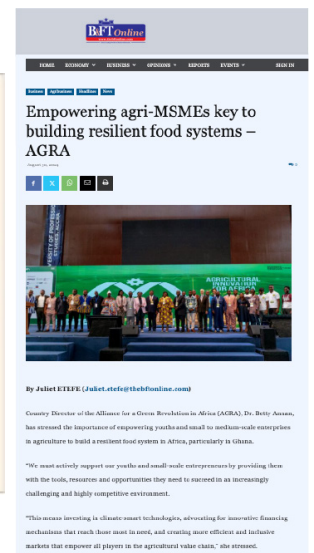 B&FT Online
HOME ECONOMY BUSINESS OPINIONS REPORTS EVENTS SIGN IN
Business Agribusiness Headlines News
Empowering agri-MSMEs key to
building resilient food systems –
AGRA
AGRICULTURAL
INNOVATION
FOR AFRICA
By Juliet ETEFE (Juliet.etefe@thebftonline.com)
Country Director of the Alliance for a Green Revolution in Africa (AGRA), Dr. Betty Annan,
has stressed the importance of empowering youths and small to medium-scale enterprises
in agriculture to build a resilient food system in Africa, particularly in Ghana.
“We must actively support our youths and small-scale entrepreneurs by providing them
with the tools, resources and opportunities they need to succeed in an increasingly
challenging and highly competitive environment.
“This means investing in climate-smart technologies, advocating for innovative financing
mechanisms that reach those most in need, and creating more efficient and inclusive
markets that empower all players in the agricultural value chain,” she stressed.